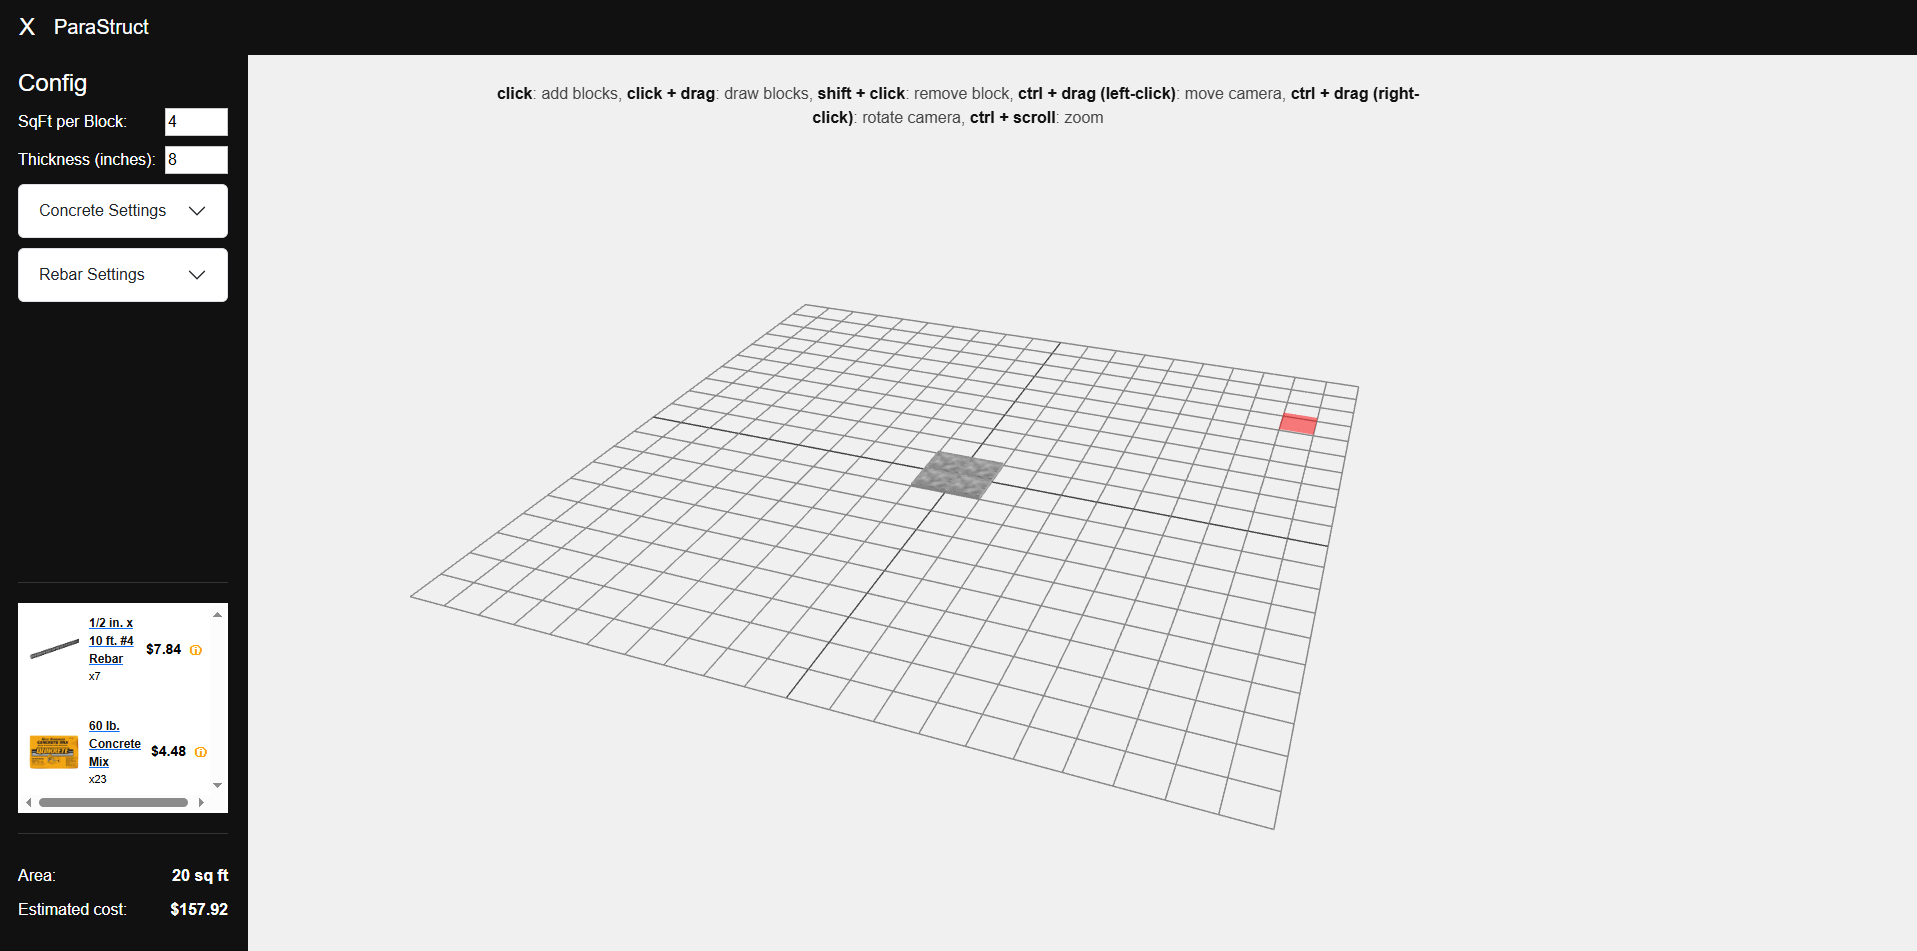 X ParaStruct
Config
SqFt per Block: 4
Thickness (inches): 8
Concrete Settings
Rebar Settings
1/2 in. x
10 ft. #4
Rebar
x7
$7.84
60 lb.
Concrete
Mix
x23
$4.48
Area: 20 sq ft
Estimated cost: $157.92
click: add blocks, click + drag: draw blocks, shift + click: remove block, ctrl + drag (left-click): move camera, ctrl + drag (right-
click): rotate camera, ctrl + scroll: zoom